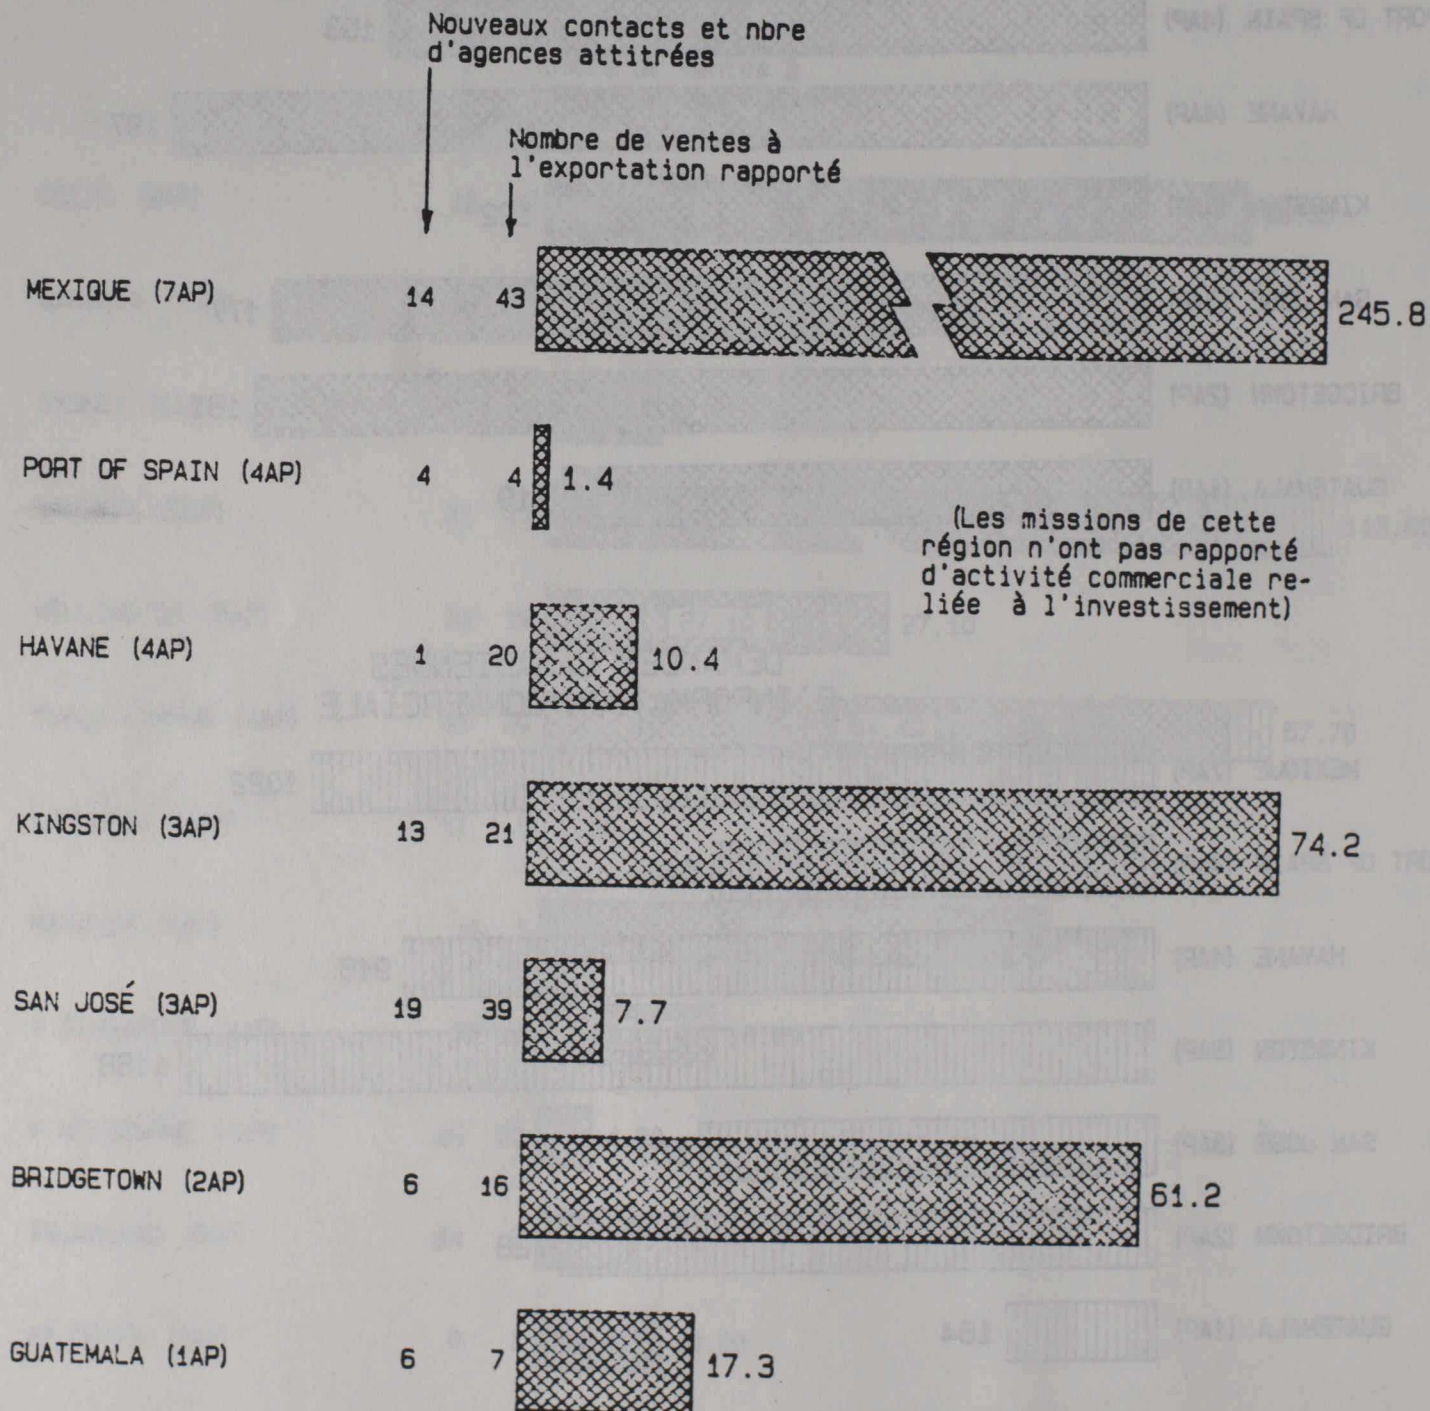 Nouveaux contacts et nbre
d'agences attitrées
Nombre de ventes à
l'exportation rapporté
MEXIQUE (7AP) 14 43 245.8
PORT OF SPAIN (4AP) 4 4 1.4
(Les missions de cette
région n'ont pas rapporté
d'activité commerciale re-
liée à l'investissement)
HAVANE (4AP) 1 20 10.4
KINGSTON (3AP) 13 21 74.2
SAN JOSÉ (3AP) 19 39 7.7
BRIDGETOWN (2AP) 6 16 61.2
GUATEMALA (1AP) 6 7 17.3